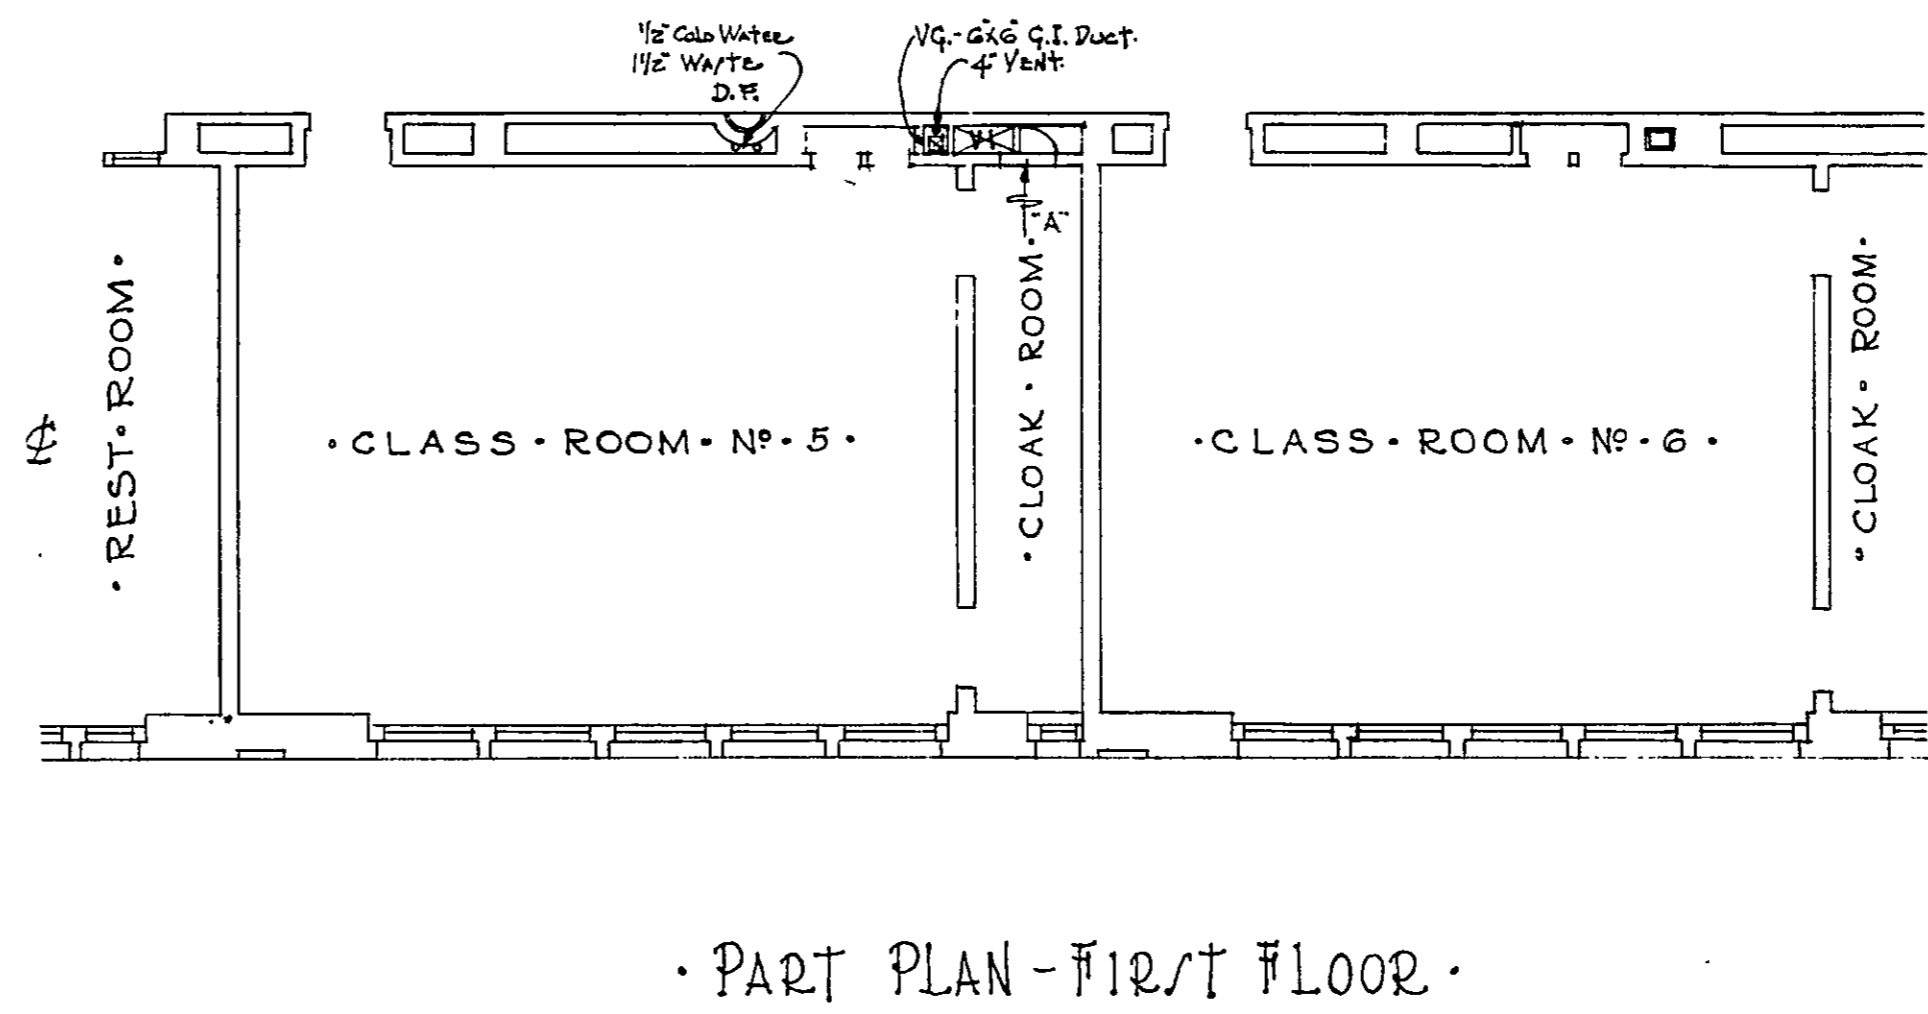 1/2" COLD WATER
1 1/2" WASTE
D.F.
VG.-6"X6" G.I. DUCT.
4" VENT.
"A"
· REST · ROOM ·
· CLASS · ROOM · Nº · 5 ·
· CLOAK · ROOM ·
· CLASS · ROOM · Nº · 6 ·
· CLOAK · ROOM ·
· PART PLAN - FIRST FLOOR ·